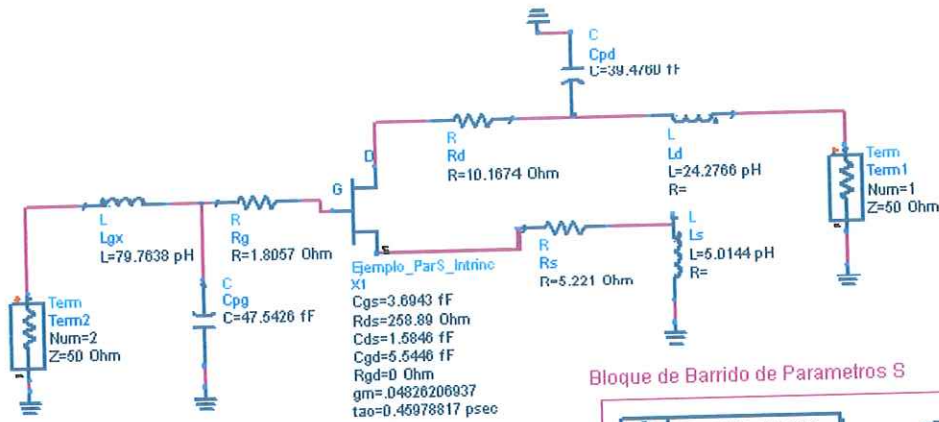 C
Cpd
C=39.4760 fF
D
R
Rd
R=10.1674 Ohm
L
Ld
L=24.2766 pH
R=
Term
Term1
Num=1
Z=50 Ohm
G
L
Lgx
L=79.7638 pH
R
Rg
R=1.8057 Ohm
S
R
Rs
R=5.221 Ohm
L
Ls
L=5.0144 pH
R=
C
Cpg
C=47.5426 fF
Term
Term2
Num=2
Z=50 Ohm
Ejemplo_ParS_Intrinc
X1
Cgs=3.6943 fF
Rds=258.89 Ohm
Cds=1.5846 fF
Cgd=5.5446 fF
Rgd=0 Ohm
gm=.04826206937
tao=0.45978817 psec
Bloque de Barrido de Parametros S